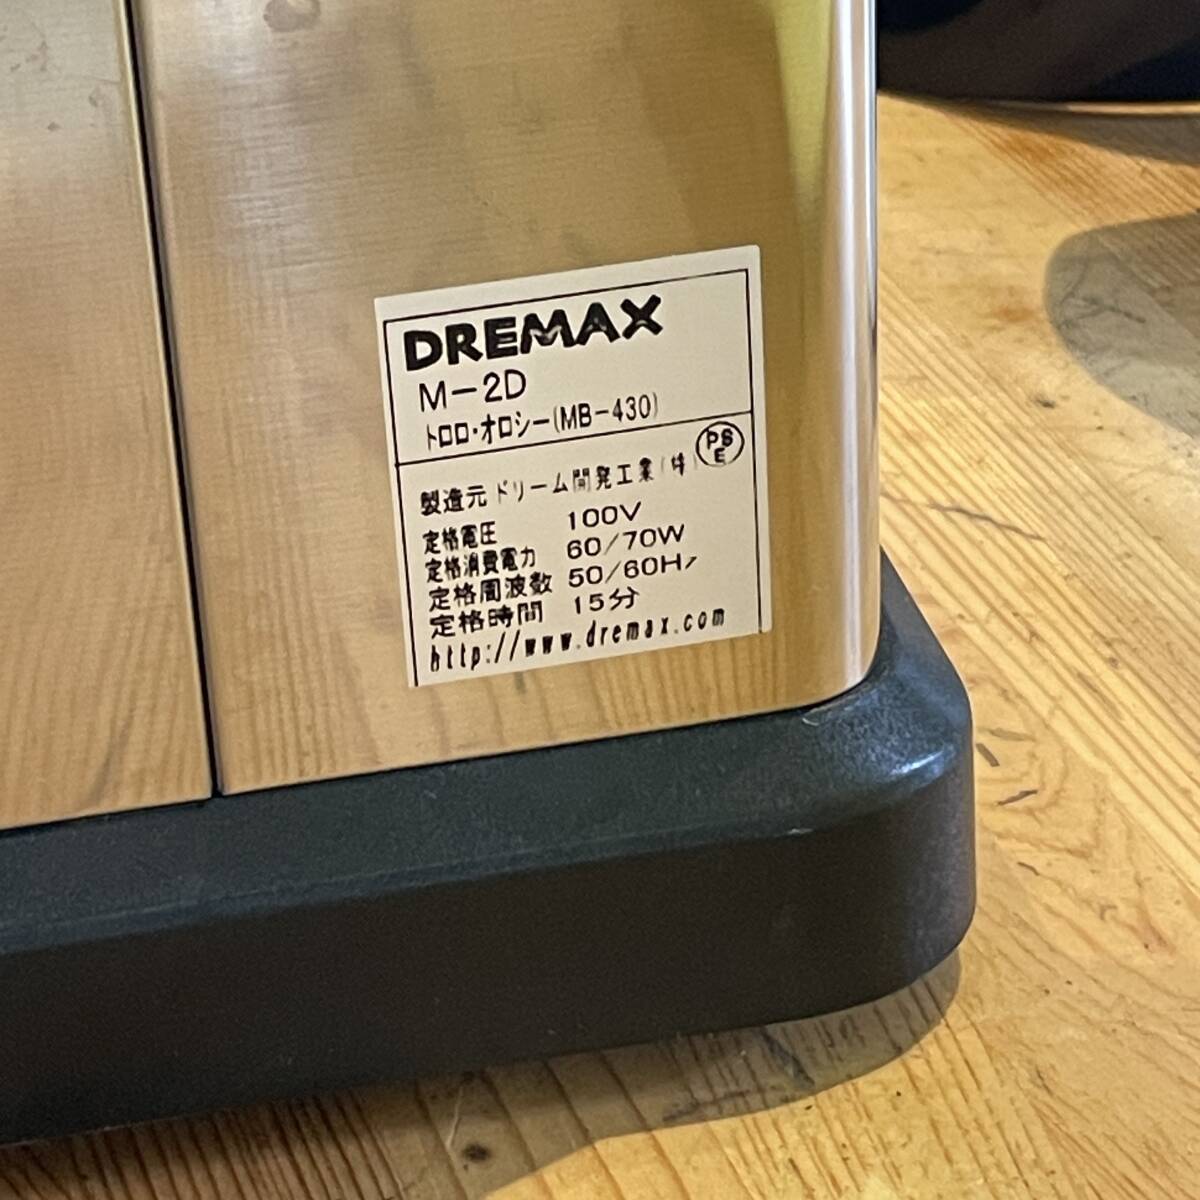 DREMAX
M-2D
トロロ・オロシー(MB-430)
PSE
製造元 ドリーム開発工業(株)
定格電圧 100V
定格消費電力 60/70W
定格周波数 50/60Hz
定格時間 15分
http://www.dremax.com